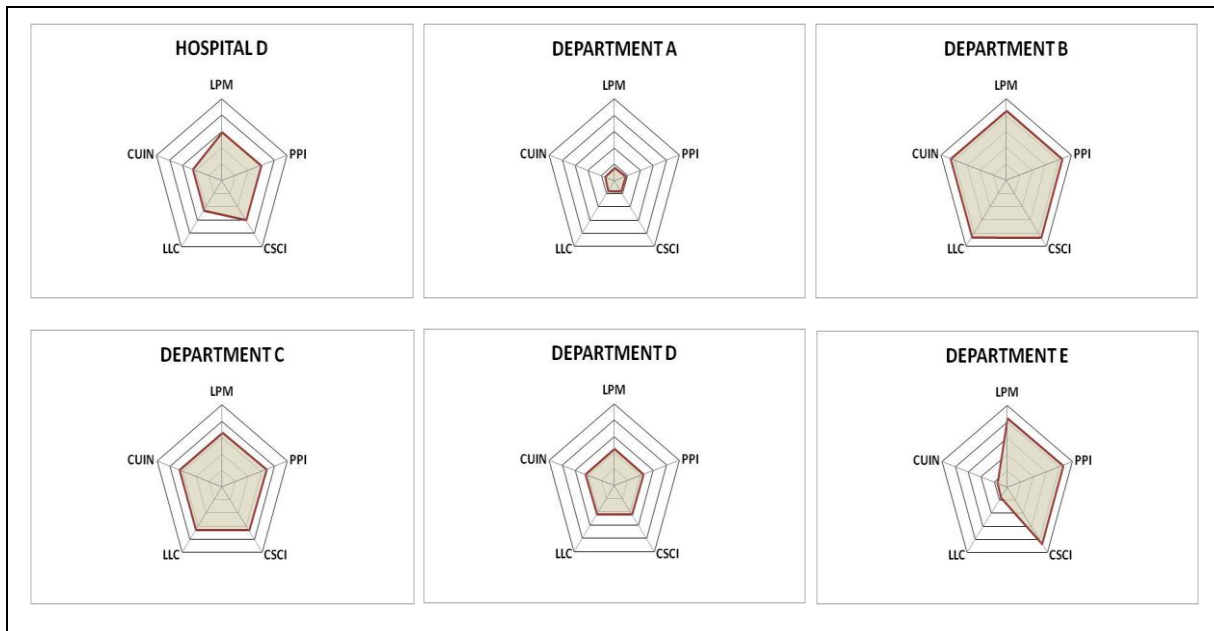 HOSPITAL D
LPM
CUIN
PPI
LLC
CSCI
DEPARTMENT A
LPM
CUIN
PPI
LLC
CSCI
DEPARTMENT B
LPM
CUIN
PPI
LLC
CSCI
DEPARTMENT C
LPM
CUIN
PPI
LLC
CSCI
DEPARTMENT D
LPM
CUIN
PPI
LLC
CSCI
DEPARTMENT E
LPM
CUIN
PPI
LLC
CSCI